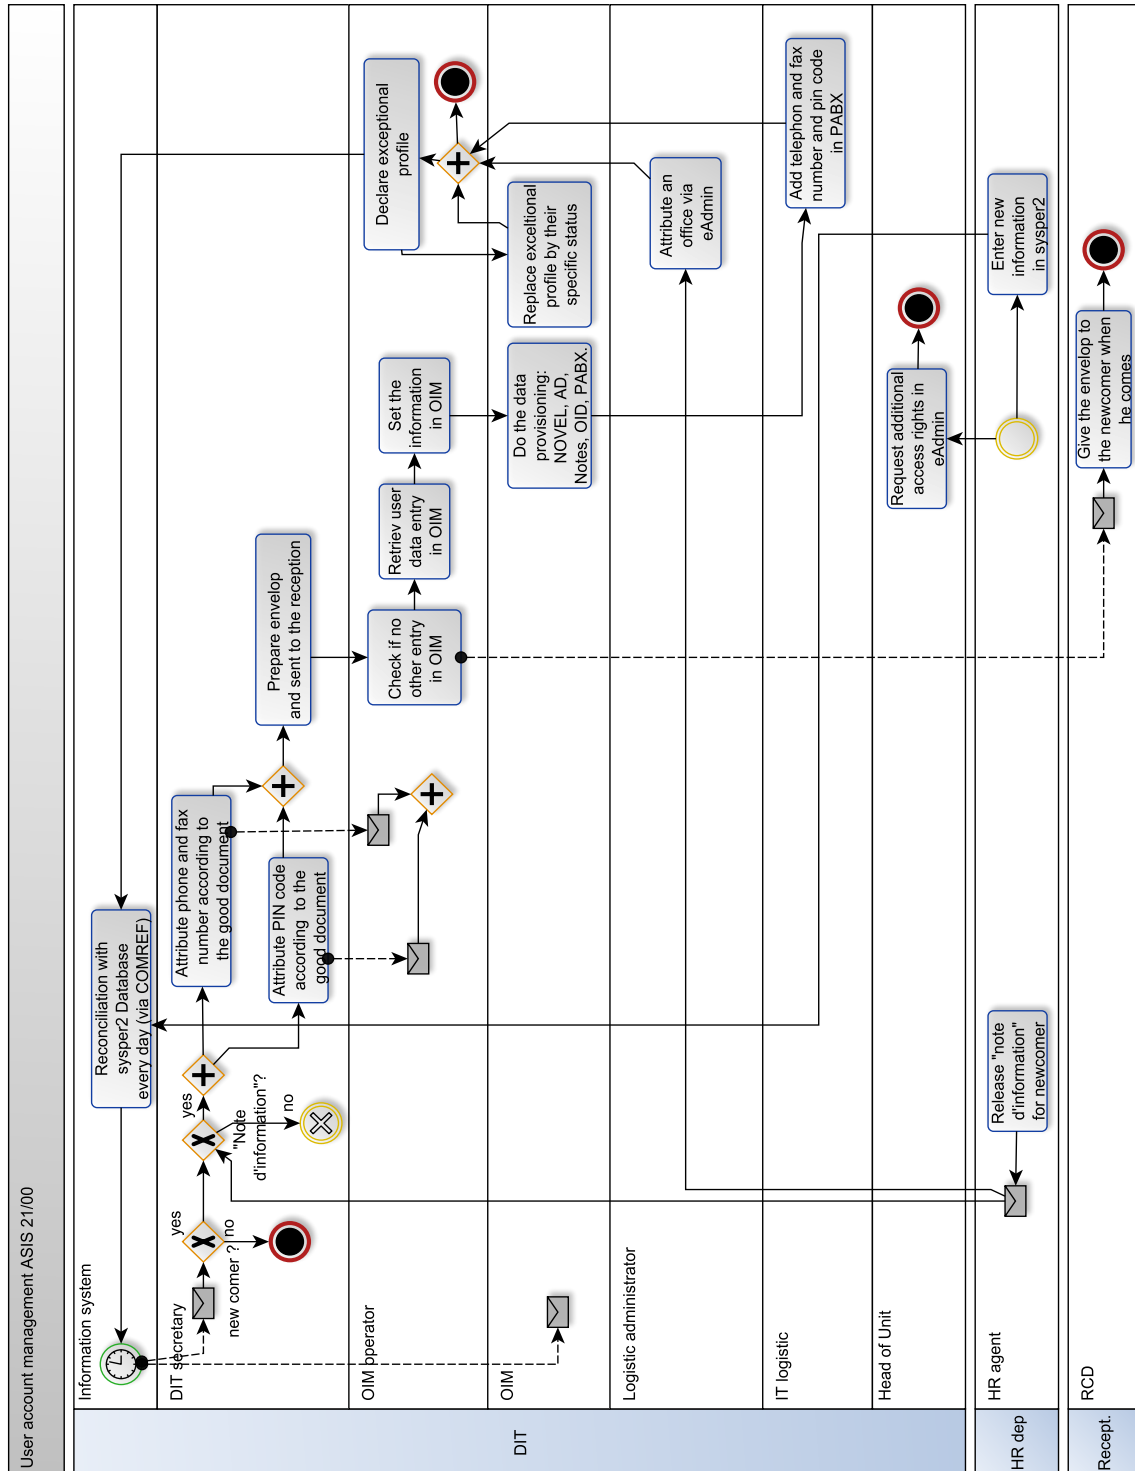 User account management ASIS 21/00
DIT
Information system
Reconciliation with
sysper2 Database
every day (via COMREF)
DIT secretary
new comer ?
yes
no
"Note
d'information"?
yes
no
Attribute phone and fax
number according to
the good document
Attribute PIN code
according to the
good document
Prepare envelop
and sent to the reception
OIM operator
Check if no
other entry
in OIM
Retriev user
data entry
in OIM
Set the
information
in OIM
Declare exceptional
profile
OIM
Do the data
provisioning:
NOVEL, AD,
Notes, OID, PABX.
Replace exceltional
profile by their
specific status
Logistic administrator
Attribute an
office via
eAdmin
IT logistic
Add telephon and fax
number and pin code
in PABX
Head of Unit
Request additional
access rights in
eAdmin
HR dep
HR agent
Release "note
d'information"
for newcomer
Enter new
information
in sysper2
Recept.
RCD
Give the envelop to
the newcomer when
he comes